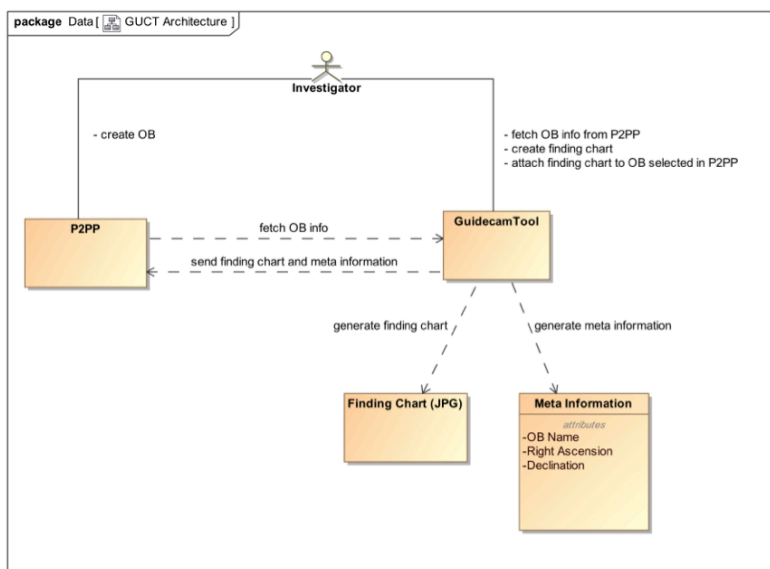 package Data [ GUCT Architecture ]
Investigator
- create OB
- fetch OB info from P2PP
- create finding chart
- attach finding chart to OB selected in P2PP
P2PP
GuidecamTool
fetch OB info
send finding chart and meta information
generate finding chart
generate meta information
Finding Chart (JPG)
Meta Information
attributes
-OB Name
-Right Ascension
-Declination